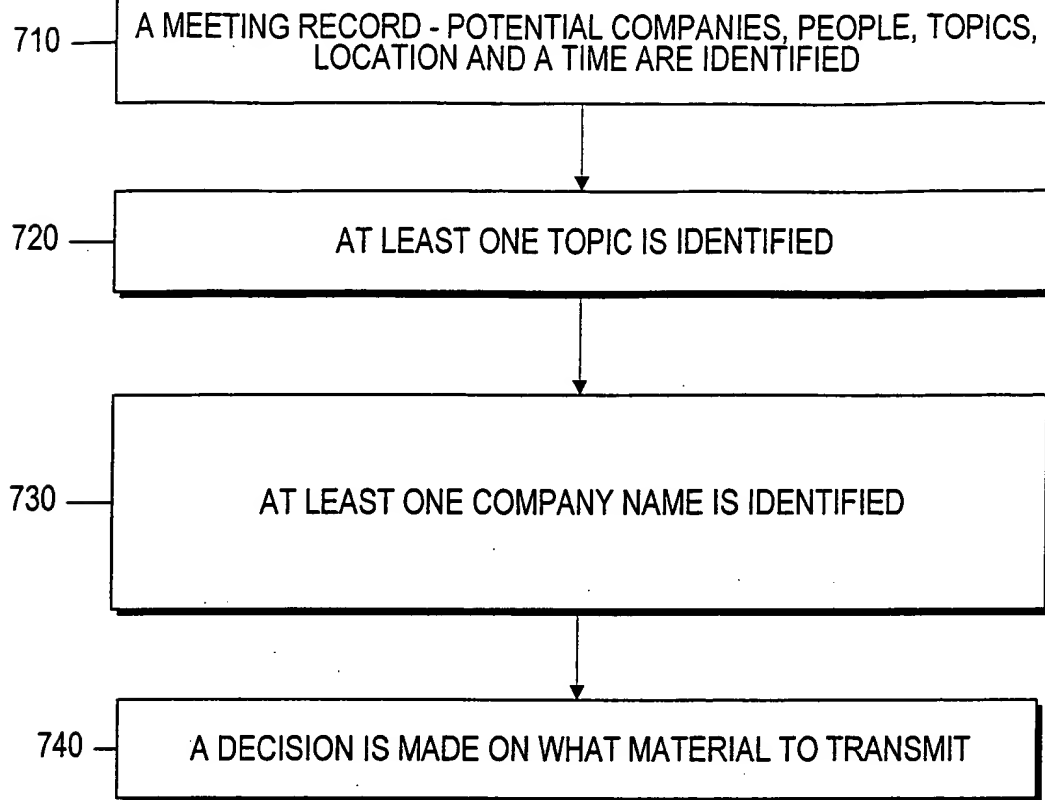 710
A MEETING RECORD - POTENTIAL COMPANIES, PEOPLE, TOPICS,
LOCATION AND A TIME ARE IDENTIFIED
720
AT LEAST ONE TOPIC IS IDENTIFIED
730
AT LEAST ONE COMPANY NAME IS IDENTIFIED
740
A DECISION IS MADE ON WHAT MATERIAL TO TRANSMIT